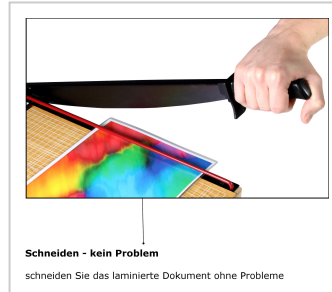 Schneiden - kein Problem
schneiden Sie das laminierte Dokument ohne Probleme